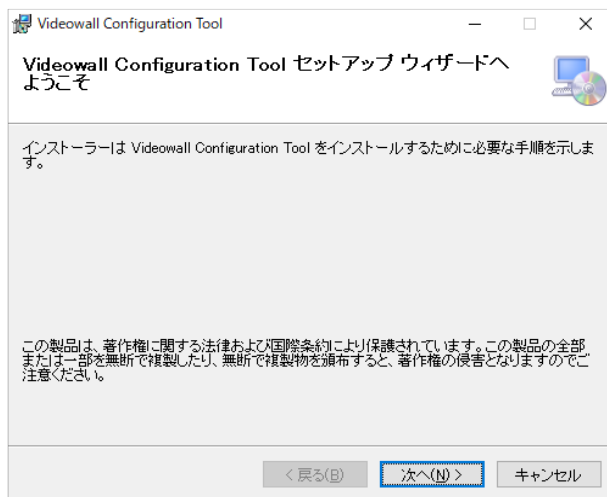 Videowall Configuration Tool
Videowall Configuration Tool セットアップ ウィザードへ
ようこそ
インストーラーは Videowall Configuration Tool をインストールするために必要な手順を示しま
す。
この製品は、著作権に関する法律および国際条約により保護されています。この製品の全部
または一部を無断で複製したり、無断で複製物を頒布すると、著作権の侵害となりますのでご
注意ください。
< 戻る(B)
次へ(N) >
キャンセル